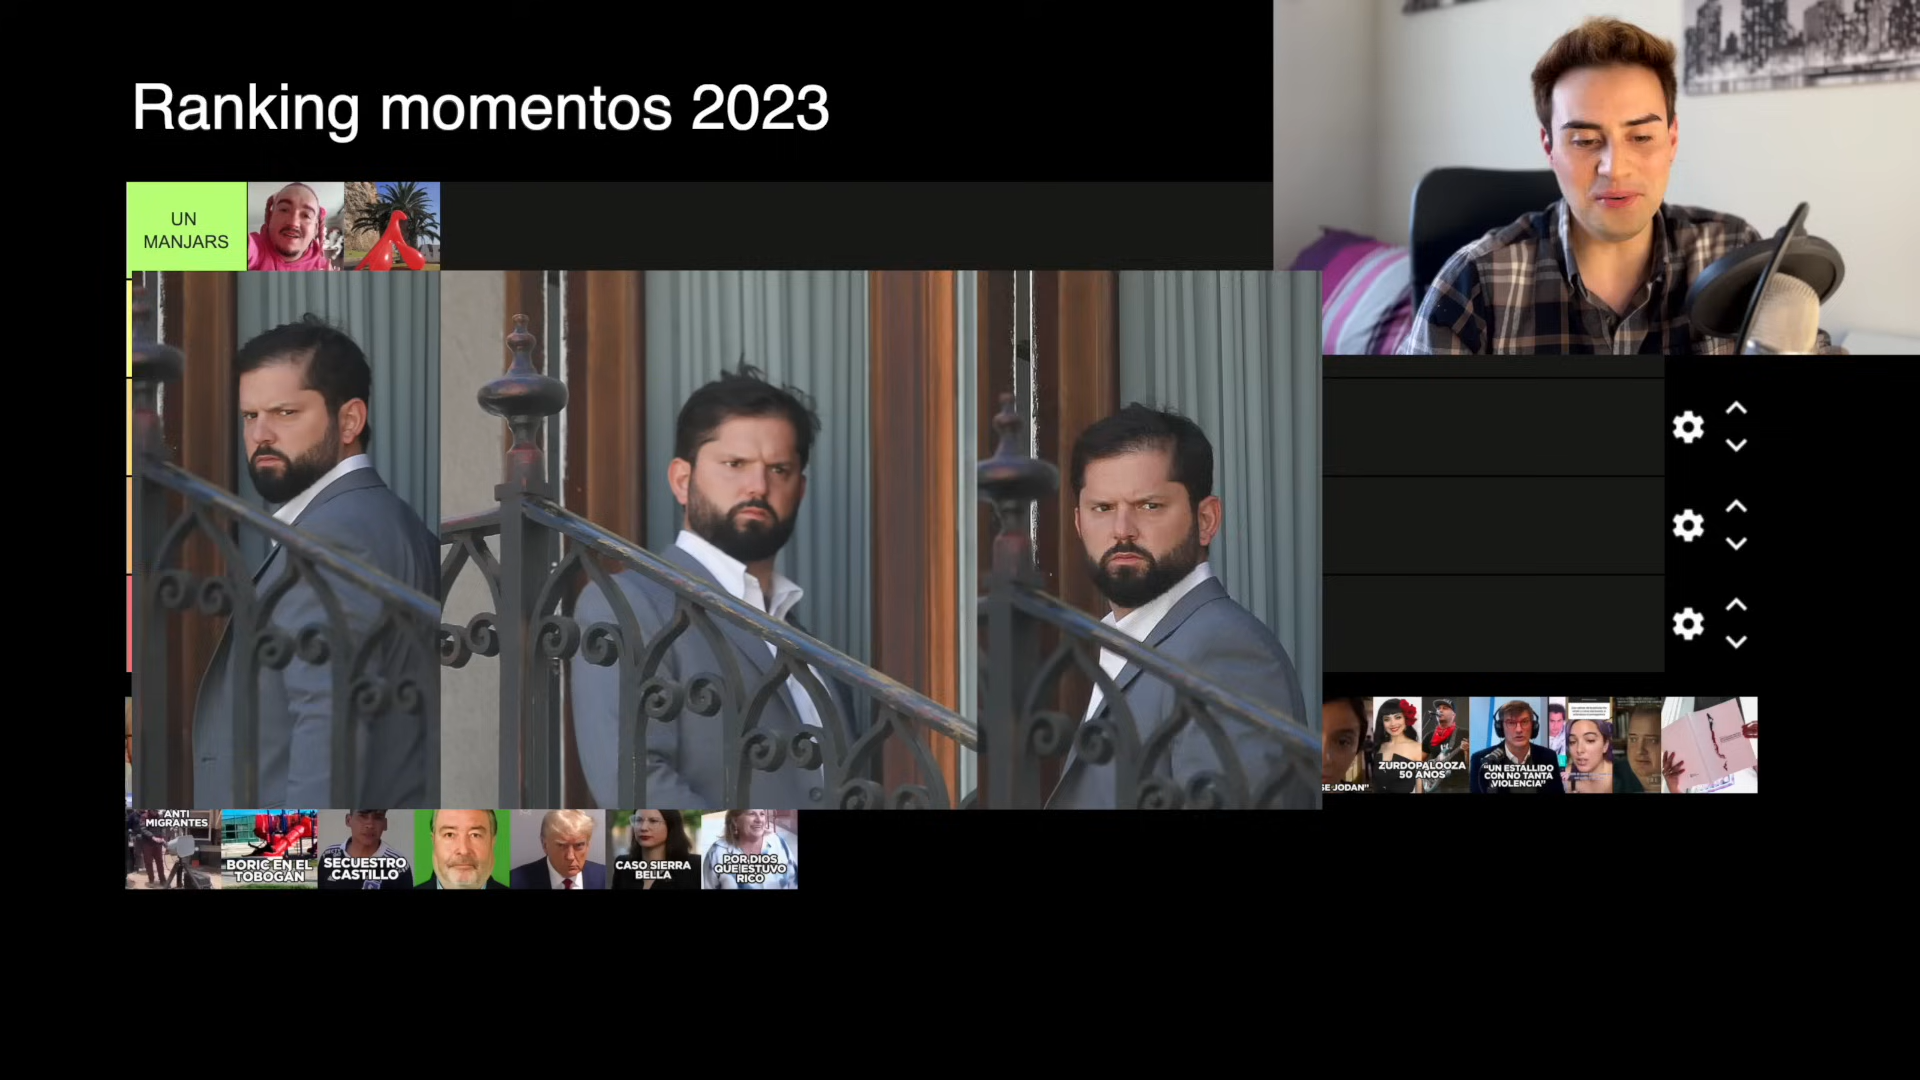 Ranking momentos 2023
UN
MANJARS
SE JODAN"
ZURDOPALOOZA
50 AÑOS
"UN ESTALLIDO
CON NO TANTA
VIOLENCIA"
ANTI
MIGRANTES
BORIC EN EL
TOBOGÁN
SECUESTRO
CASTILLO
CASO SIERRA
BELLA
POR DIOS
QUE ESTUVO
RICO